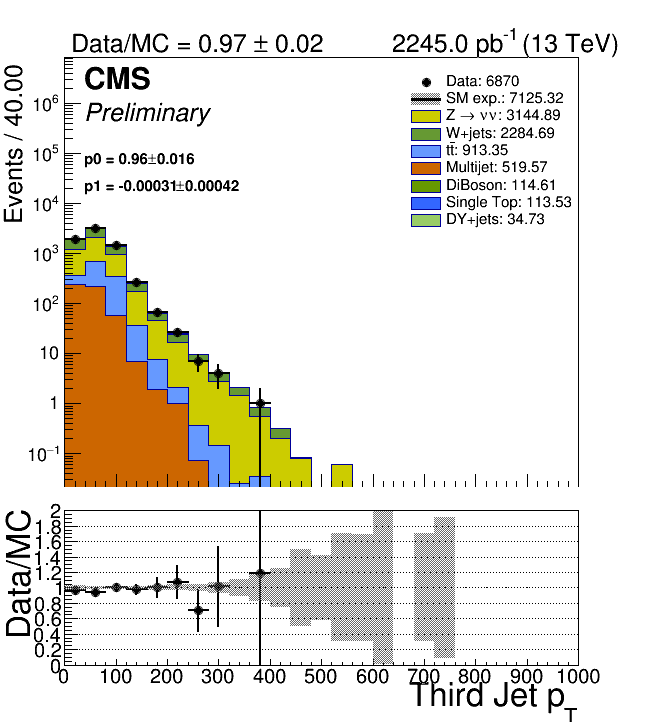 Data/MC = 0.97 ± 0.02 2245.0 pb⁻¹ (13 TeV)
CMS
Preliminary
p0 = 0.96±0.016
p1 = -0.00031±0.00042
Data: 6870
SM exp.: 7125.32
Z → νν: 3144.89
W+jets: 2284.69
tt̄: 913.35
Multijet: 519.57
DiBoson: 114.61
Single Top: 113.53
DY+jets: 34.73
Events / 40.00
10⁶
10⁵
10⁴
10³
10²
10
1
10⁻¹
Data/MC
2
1.8
1.6
1.4
1.2
1
0.8
0.6
0.4
0.2
0
0 100 200 300 400 500 600 700 800 900 1000
Third Jet p_T